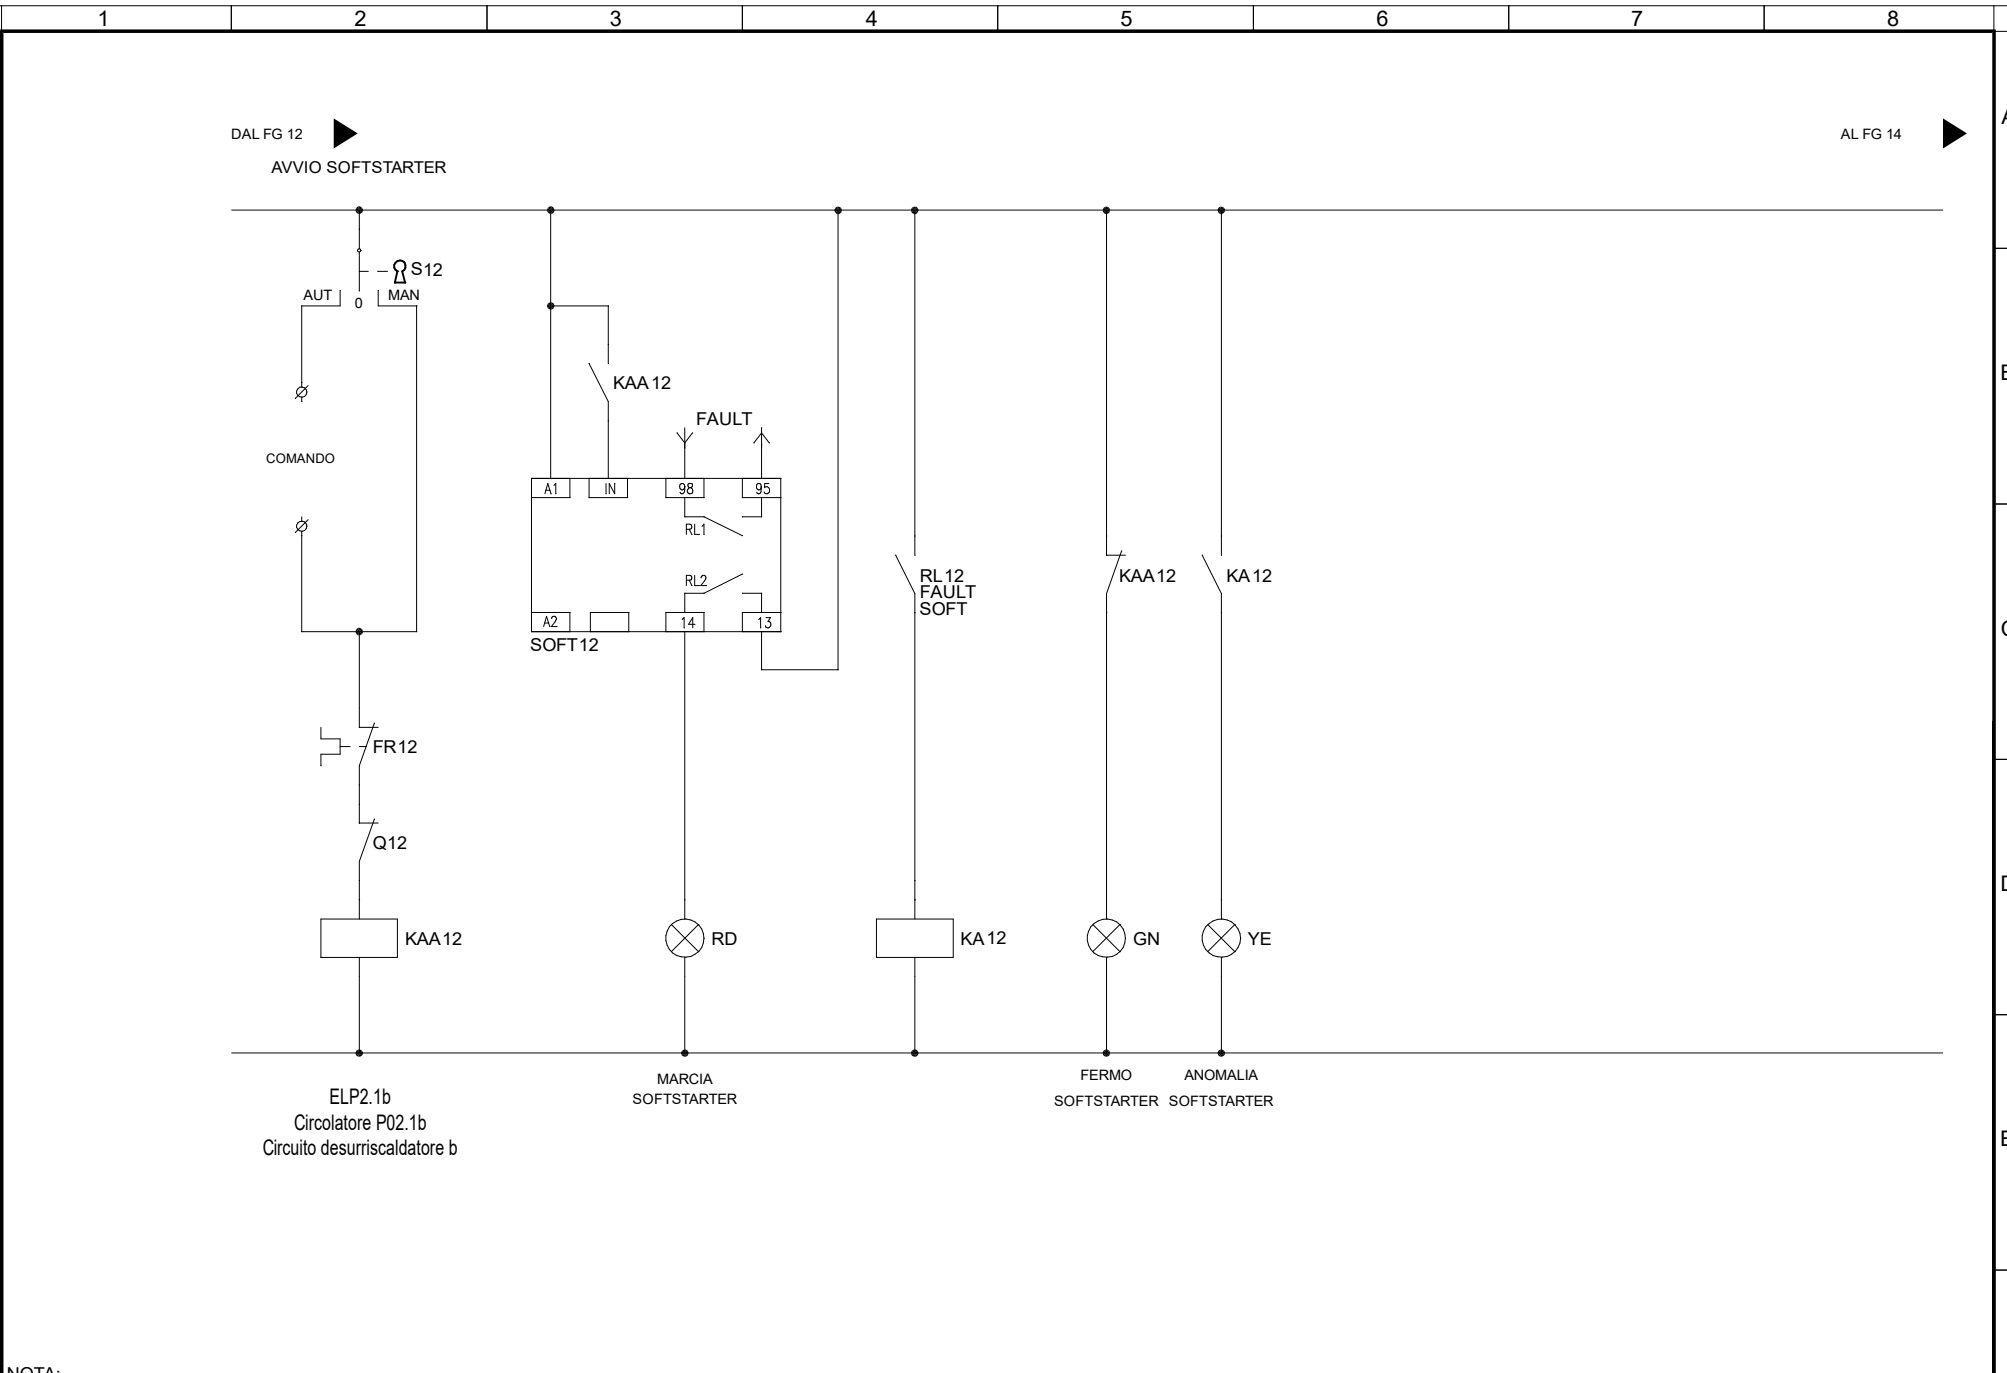 1 2 3 4 5 6 7 8
DAL FG 12
AL FG 14
AVVIO SOFTSTARTER
A
S12
AUT 0 MAN
B
KAA12
FAULT
COMANDO
A1 IN 98 95
RL1
RL2
RL12
FAULT
SOFT
KAA12
KA12
A2 14 13
SOFT12
C
FR12
Q12
D
KAA12
RD
KA12
GN
YE
ELP2.1b
Circolatore P02.1b
Circuito desurriscaldatore b
MARCIA
SOFTSTARTER
FERMO
SOFTSTARTER
ANOMALIA
SOFTSTARTER
E
NOTA: